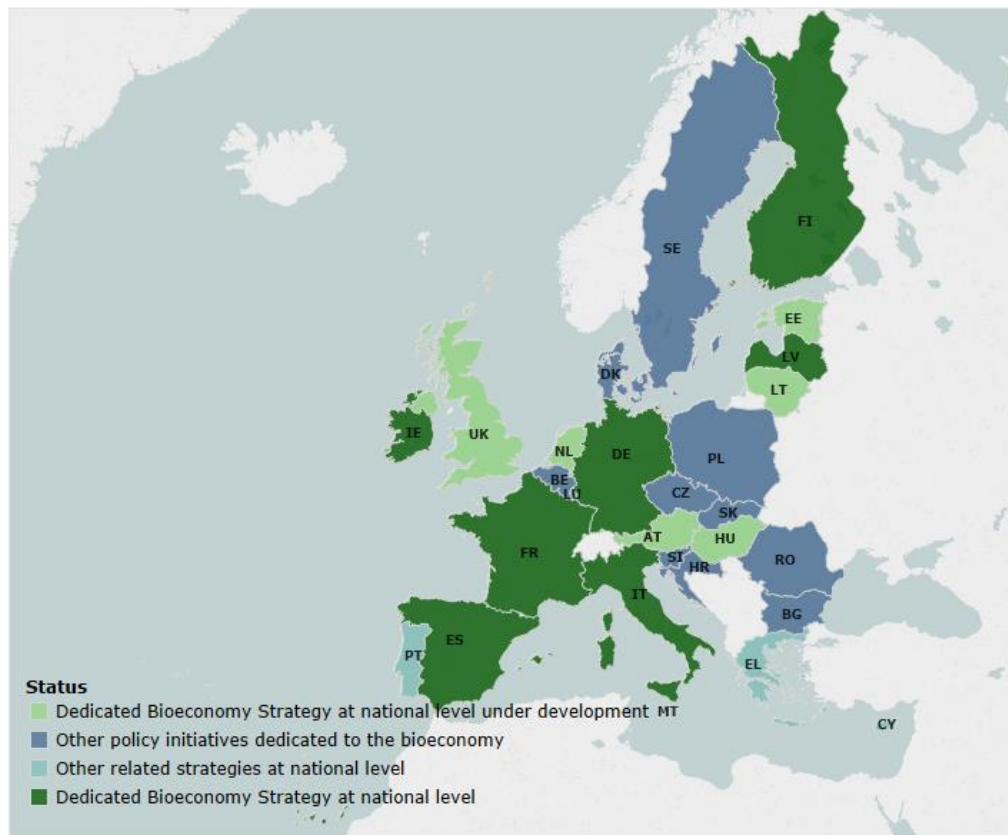 FI
SE
EE
LV
DK
LT
IE
UK
NL
DE
PL
BE
LU
CZ
SK
AT
HU
FR
SI
HR
RO
IT
BG
ES
PT
EL
MT
CY
Status
Dedicated Bioeconomy Strategy at national level under development
Other policy initiatives dedicated to the bioeconomy
Other related strategies at national level
Dedicated Bioeconomy Strategy at national level